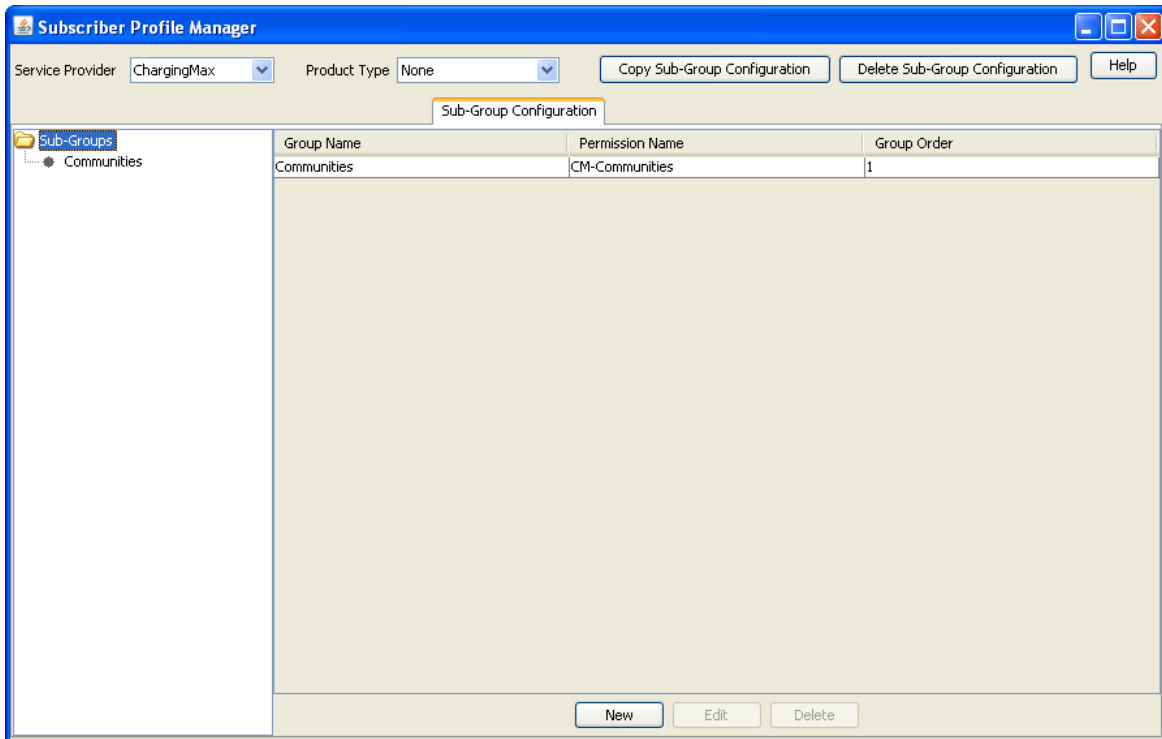 Subscriber Profile Manager
Service Provider ChargingMax Product Type None Copy Sub-Group Configuration Delete Sub-Group Configuration Help
Sub-Group Configuration
Sub-Groups
Communities
Group Name Permission Name Group Order
Communities CM-Communities 1
New Edit Delete